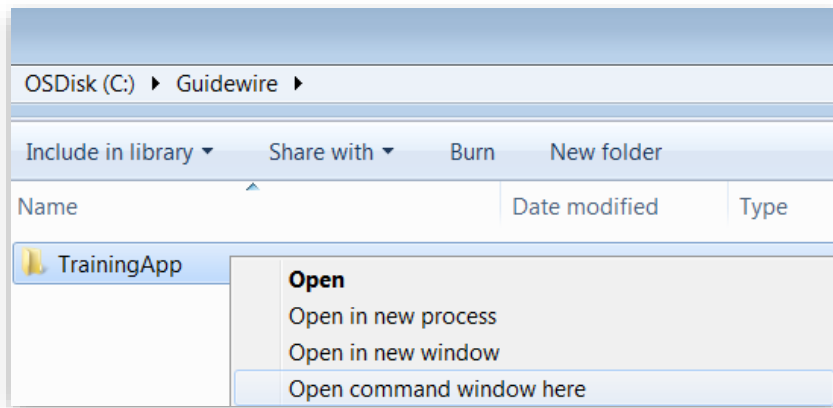 OSDisk (C:) ▸ Guidewire ▸
Include in library ▾ Share with ▾ Burn New folder
Name Date modified Type
TrainingApp
Open
Open in new process
Open in new window
Open command window here